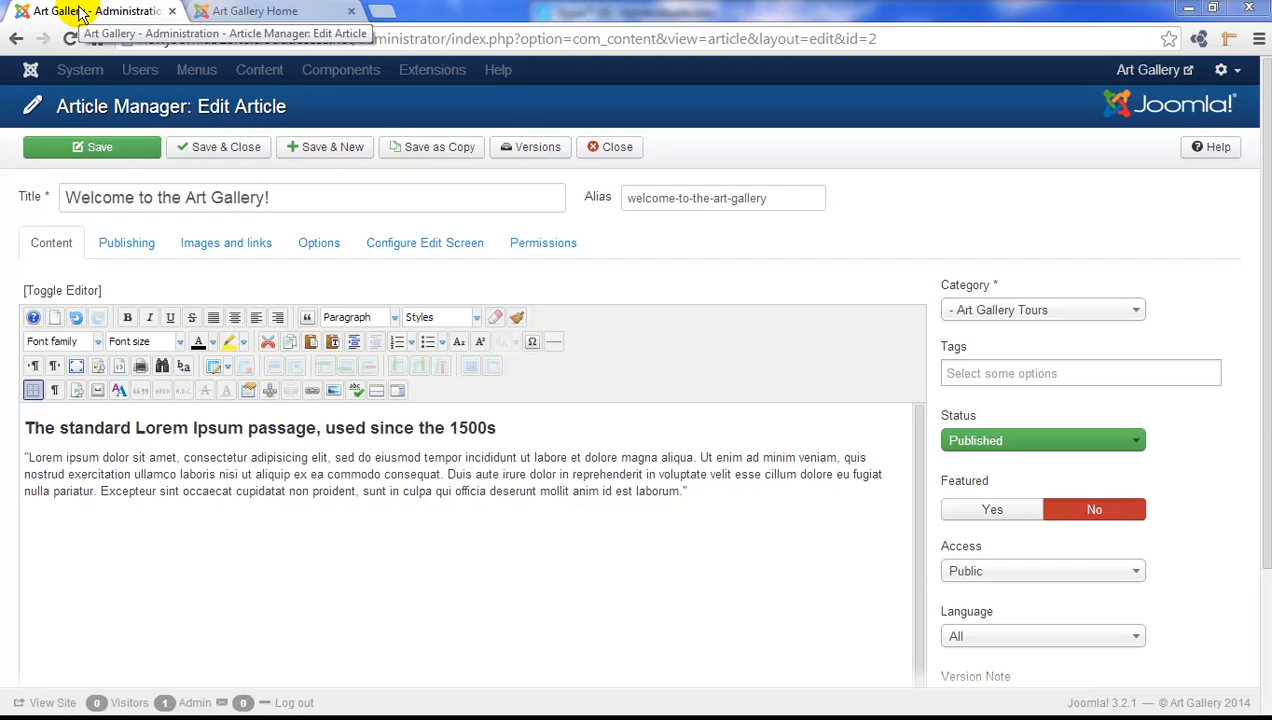 Art Gallery - Administratio
Art Gallery Home
Art Gallery - Administration - Article Manager: Edit Article
dministrator/index.php?option=com_content&view=article&layout=edit&id=2
System Users Menus Content Components Extensions Help
Art Gallery
Article Manager: Edit Article
Joomla!®
Save
Save & Close
Save & New
Save as Copy
Versions
Close
Help
Title * Welcome to the Art Gallery!
Alias welcome-to-the-art-gallery
Content Publishing Images and links Options Configure Edit Screen Permissions
[Toggle Editor]
Paragraph Styles
Font family Font size
The standard Lorem Ipsum passage, used since the 1500s
"Lorem ipsum dolor sit amet, consectetur adipisicing elit, sed do eiusmod tempor incididunt ut labore et dolore magna aliqua. Ut enim ad minim veniam, quis
nostrud exercitation ullamco laboris nisi ut aliquip ex ea commodo consequat. Duis aute irure dolor in reprehenderit in voluptate velit esse cillum dolore eu fugiat
nulla pariatur. Excepteur sint occaecat cupidatat non proident, sunt in culpa qui officia deserunt mollit anim id est laborum."
Category *
- Art Gallery Tours
Tags
Select some options
Status
Published
Featured
Yes No
Access
Public
Language
All
Version Note
View Site 0 Visitors 1 Admin 0 Log out
Joomla! 3.2.1 — © Art Gallery 2014